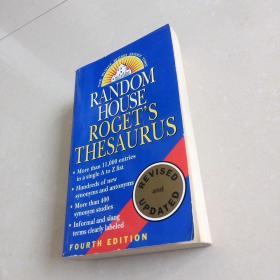 RANDOM HOUSE
ROGET'S
THESAURUS
• More than 11,000 entries
in a single A to Z list
• Hundreds of new
synonyms and antonyms
• More than 400
synonym studies
• Informal and slang
terms clearly labeled
REVISED
and
UPDATED
FOURTH EDITION